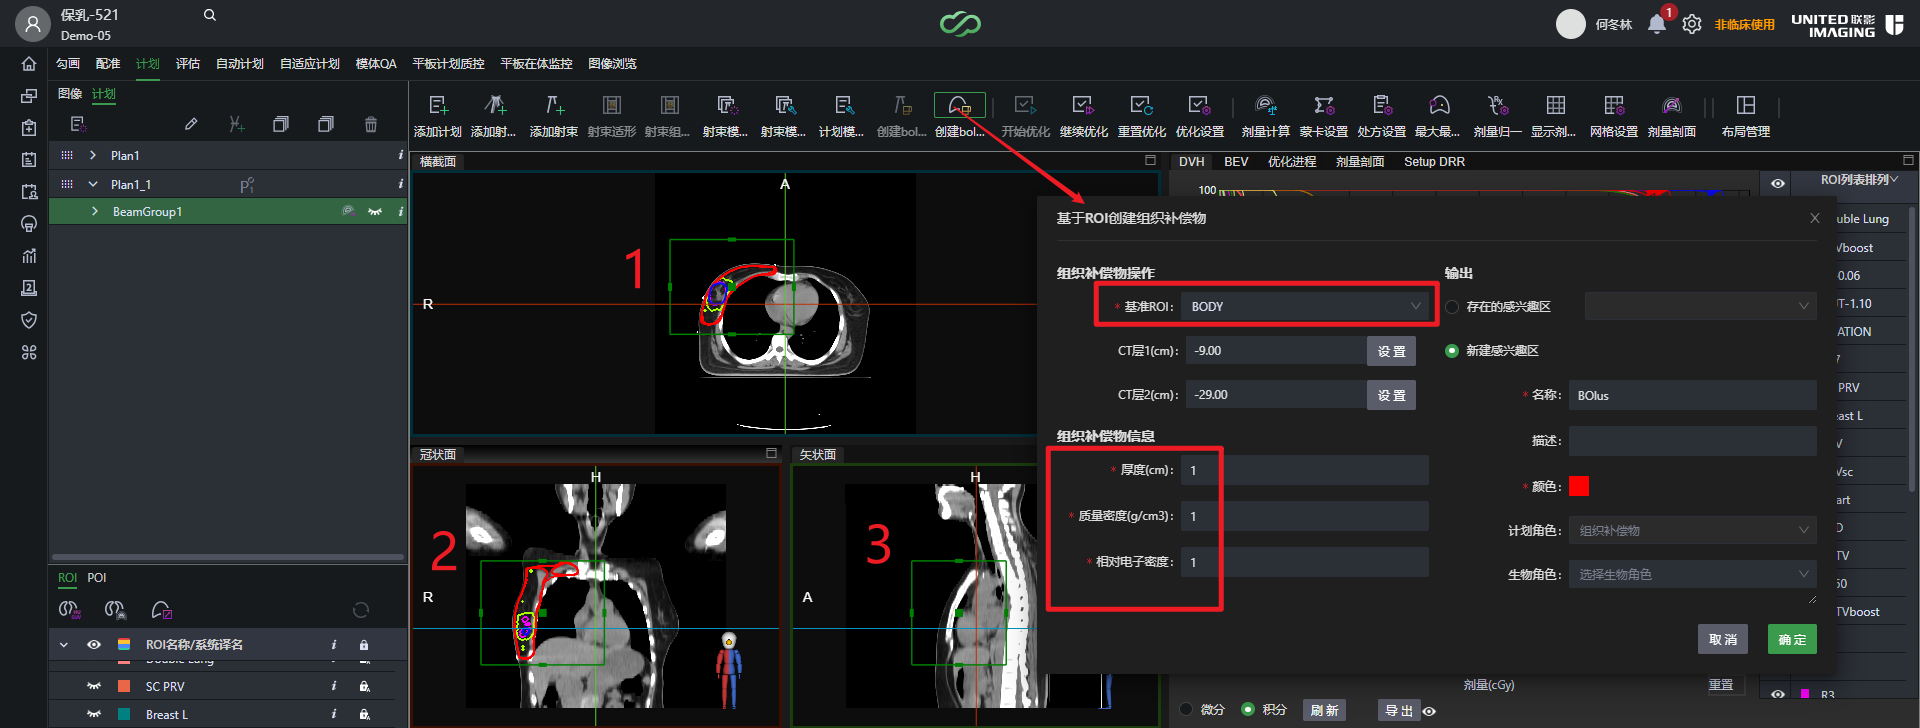 保乳-521
Demo-05
何冬林
1
非临床使用
UNITED 联影
IMAGING
勾画 配准 计划 评估 自动计划 自适应计划 模体QA 平板计划质控 平板在体监控 图像浏览
图像 计划
添加计划 添加射... 添加射束 射束适形 射束组... 射束模... 射束模... 计划模... 创建bol... 创建bol... 开始优化 继续优化 重置优化 优化设置 剂量计算 蒙卡设置 处方设置 最大最... 剂量归一 显示剂... 网格设置 剂量剖面 布局管理
Plan1
Plan1_1
BeamGroup1
横截面
A
R
1
DVH BEV 优化进程 剂量剖面 Setup DRR
100
ROI列表排列
基于ROI创建组织补偿物
组织补偿物操作
基准ROI: BODY
CT层1(cm): -9.00 设置
CT层2(cm): -29.00 设置
组织补偿物信息
* 厚度(cm): 1
* 质量密度(g/cm3): 1
* 相对电子密度: 1
输出
存在的感兴趣区
新建感兴趣区
* 名称: BOlus
描述:
* 颜色:
计划角色: 组织补偿物
生物角色: 选择生物角色
取消 确定
uble Lung
boost
0.06
T-1.10
ATION
PRV
ast L
sc
art
TV
60
TVboost
R3
冠状面
H
R
2
矢状面
H
A
3
ROI POI
ROI名称/系统译名
Double Lung
SC PRV
Breast L
剂量(cGy)
重置
微分 积分 刷新 导出